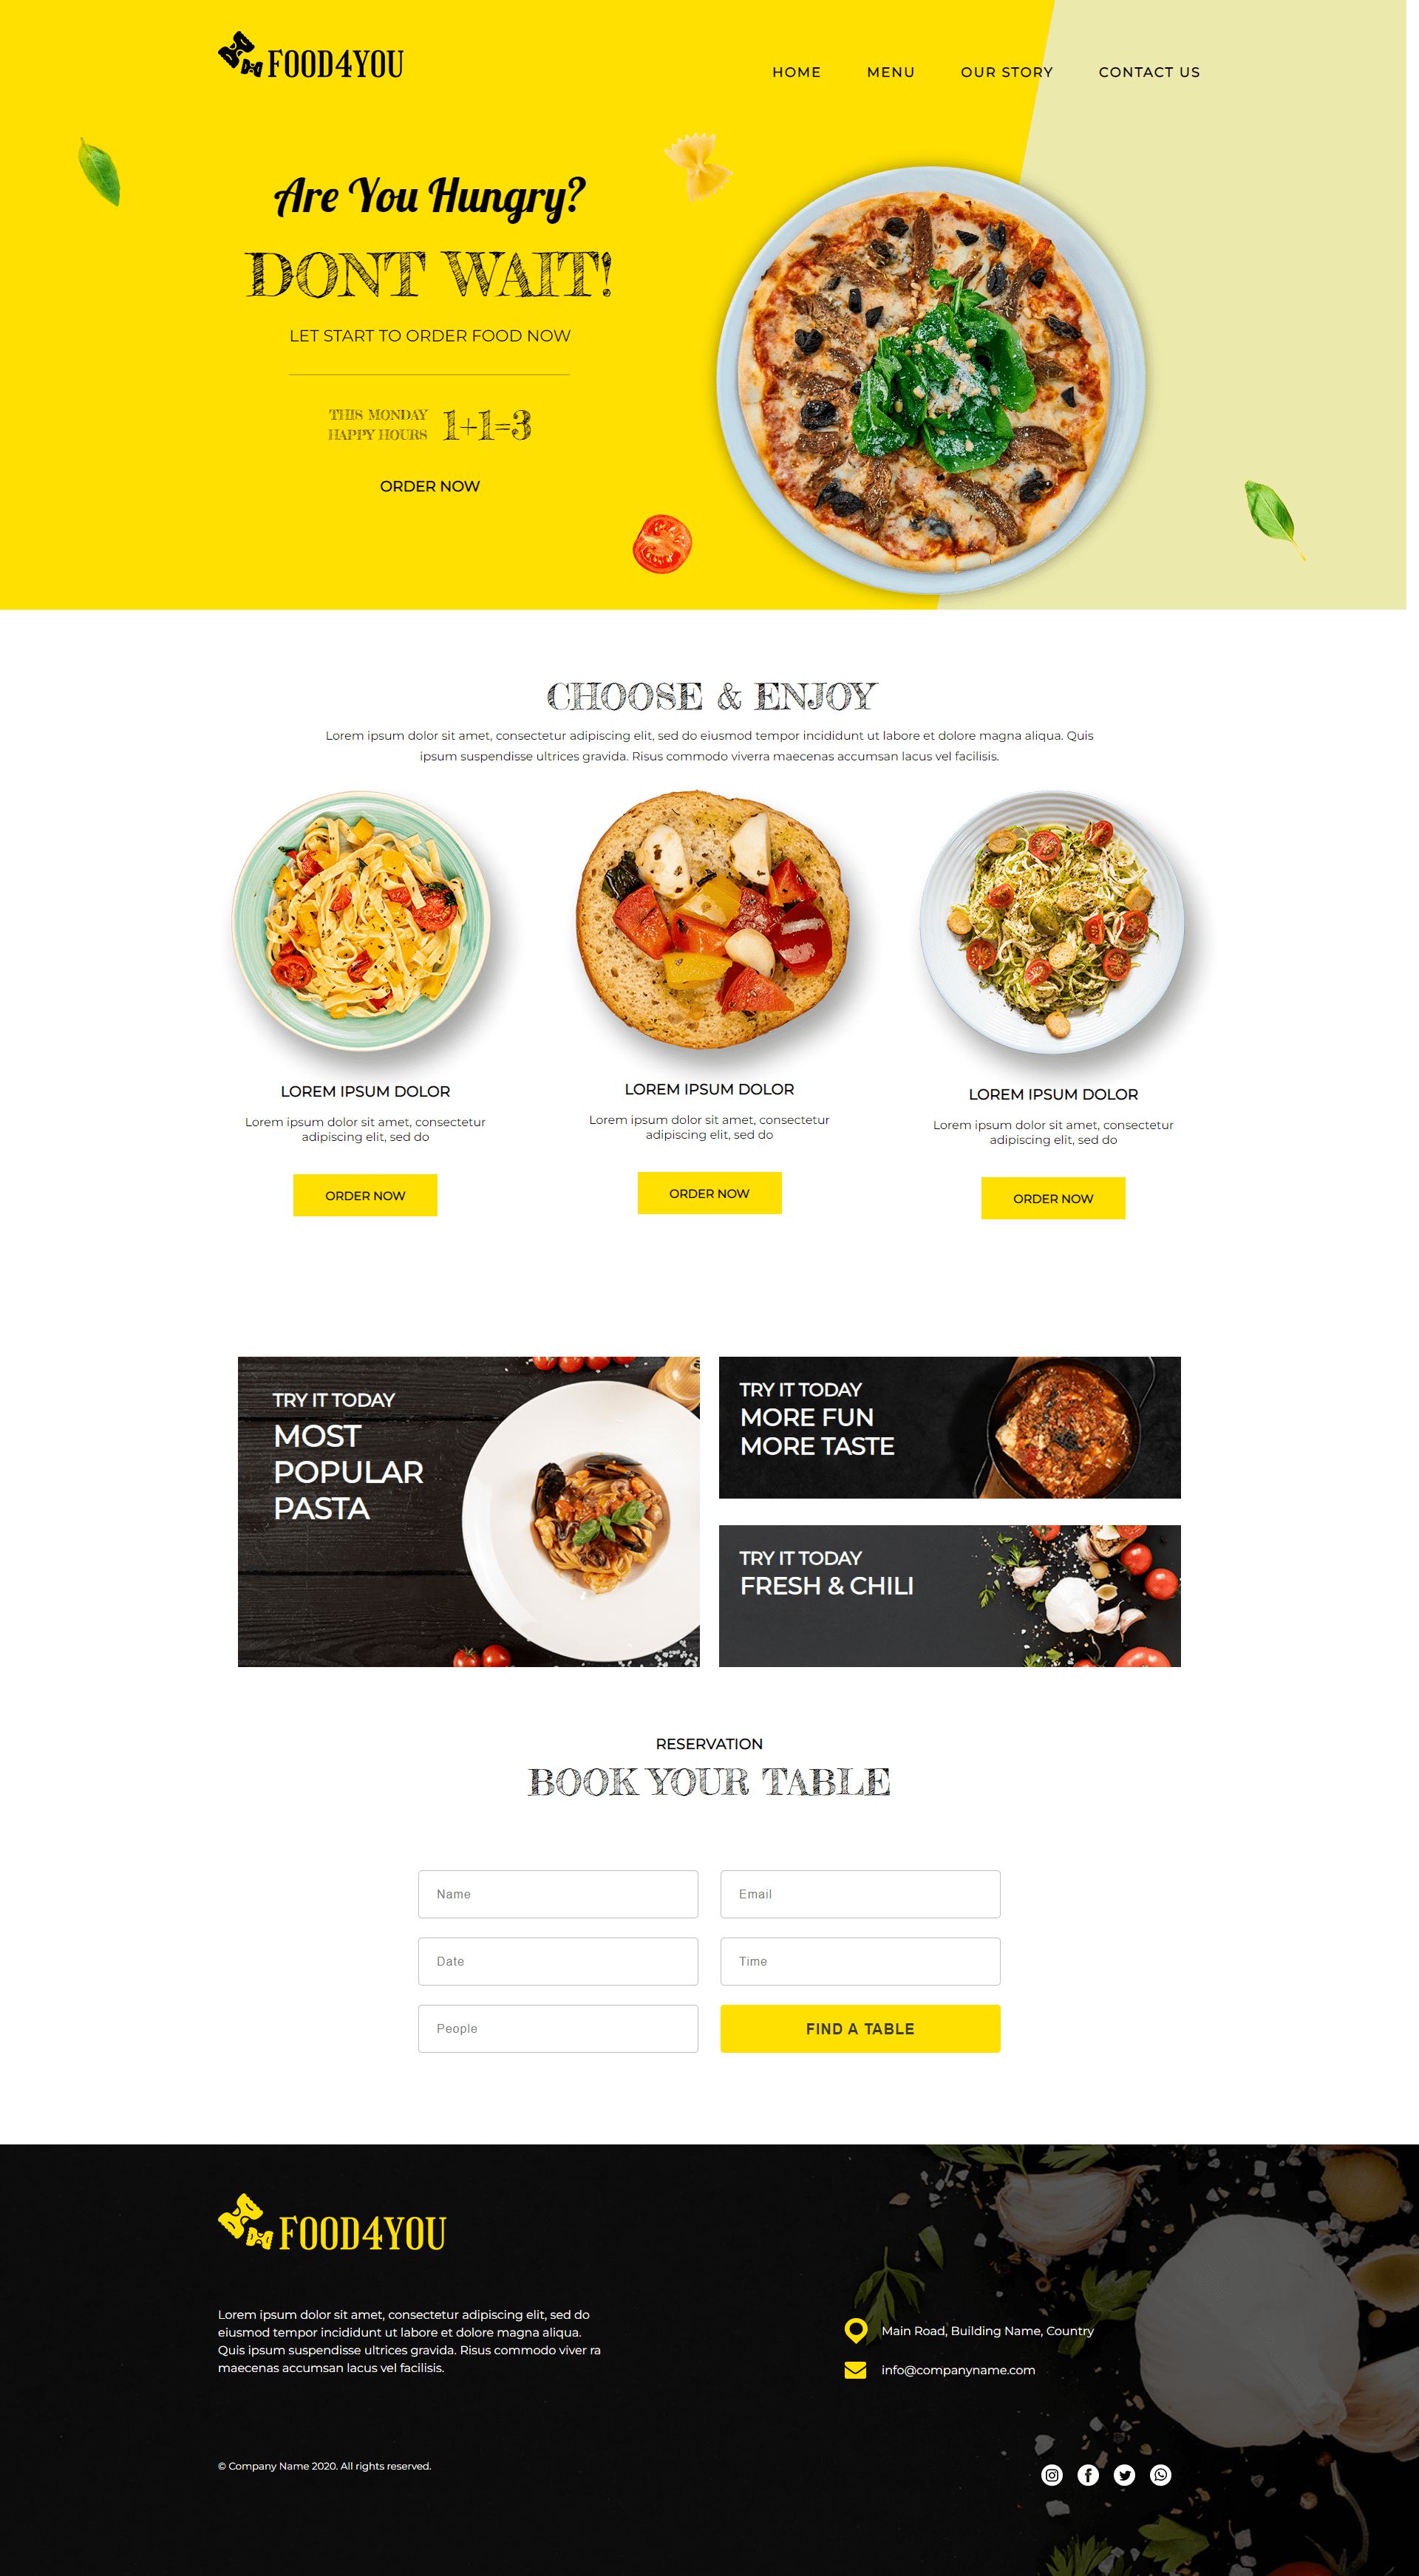 FOOD4YOU
HOME MENU OUR STORY CONTACT US
Are You Hungry?
DONT WAIT!
LET START TO ORDER FOOD NOW
THIS MONDAY
HAPPY HOURS
1+1=3
ORDER NOW
CHOOSE & ENJOY
Lorem ipsum dolor sit amet, consectetur adipiscing elit, sed do eiusmod tempor incididunt ut labore et dolore magna aliqua. Quis
ipsum suspendisse ultrices gravida. Risus commodo viverra maecenas accumsan lacus vel facilisis.
LOREM IPSUM DOLOR
Lorem ipsum dolor sit amet, consectetur
adipiscing elit, sed do
ORDER NOW
LOREM IPSUM DOLOR
Lorem ipsum dolor sit amet, consectetur
adipiscing elit, sed do
ORDER NOW
LOREM IPSUM DOLOR
Lorem ipsum dolor sit amet, consectetur
adipiscing elit, sed do
ORDER NOW
TRY IT TODAY
MOST
POPULAR
PASTA
TRY IT TODAY
MORE FUN
MORE TASTE
TRY IT TODAY
FRESH & CHILI
RESERVATION
BOOK YOUR TABLE
Name
Email
Date
Time
People
FIND A TABLE
FOOD4YOU
Lorem ipsum dolor sit amet, consectetur adipiscing elit, sed do
eiusmod tempor incididunt ut labore et dolore magna aliqua.
Quis ipsum suspendisse ultrices gravida. Risus commodo viver ra
maecenas accumsan lacus vel facilisis.
Main Road, Building Name, Country
info@companyname.com
© Company Name 2020. All rights reserved.